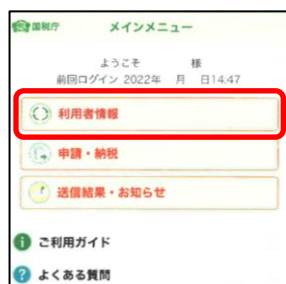 国税庁 メインメニュー
ようこそ 様
前回ログイン 2022年 月 日14:47
利用者情報
申請・納税
送信結果・お知らせ
ご利用ガイド
よくある質問